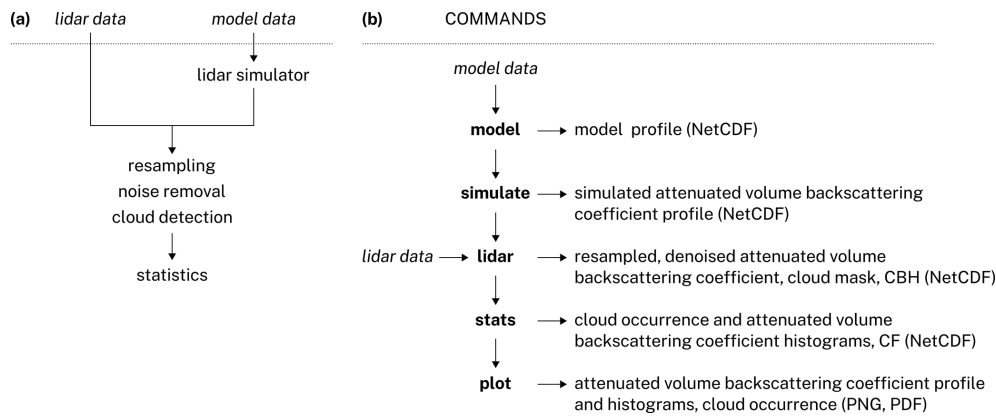 (a) lidar data model data
lidar simulator
resampling
noise removal
cloud detection
statistics
(b) COMMANDS
model data
model model profile (NetCDF)
simulate simulated attenuated volume backscattering
coefficient profile (NetCDF)
lidar data lidar resampled, denoised attenuated volume
backscattering coefficient, cloud mask, CBH (NetCDF)
stats cloud occurrence and attenuated volume
backscattering coefficient histograms, CF (NetCDF)
plot attenuated volume backscattering coefficient profile
and histograms, cloud occurrence (PNG, PDF)